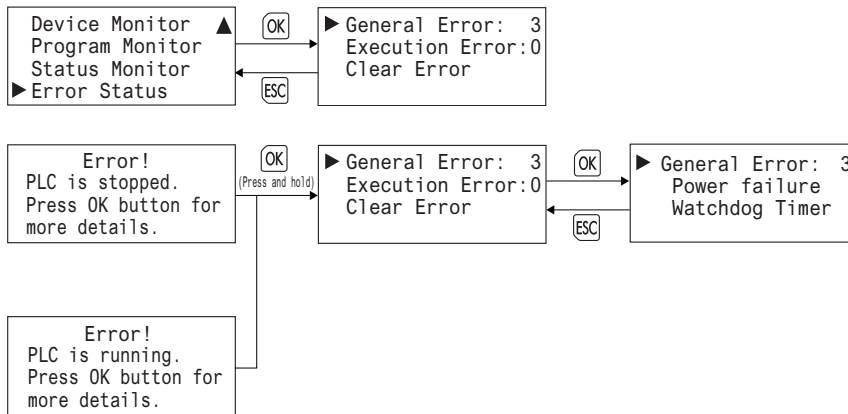 Device Monitor ▲
Program Monitor
Status Monitor
▶Error Status
OK
ESC
▶General Error: 3
Execution Error:0
Clear Error
Error!
PLC is stopped.
Press OK button for
more details.
OK
(Press and hold)
▶General Error: 3
Execution Error:0
Clear Error
OK
ESC
▶ General Error: 3
Power failure
Watchdog Timer
Error!
PLC is running.
Press OK button for
more details.